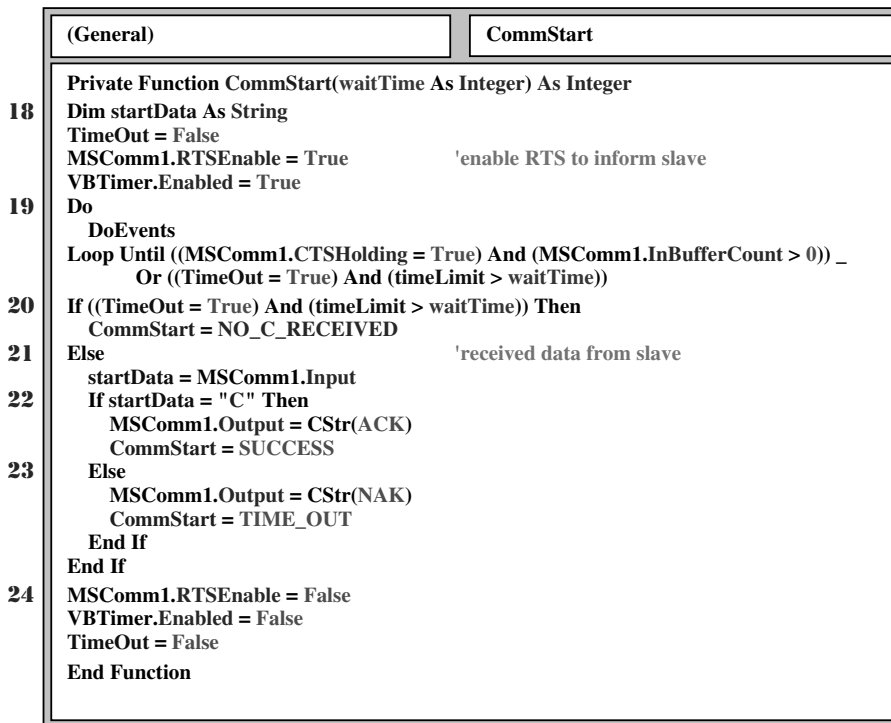 (General) CommStart
Private Function CommStart(waitTime As Integer) As Integer
18 Dim startData As String
TimeOut = False
MSComm1.RTSEnable = True 'enable RTS to inform slave
VBTimer.Enabled = True
19 Do
DoEvents
Loop Until ((MSComm1.CTSHolding = True) And (MSComm1.InBufferCount > 0)) _
Or ((TimeOut = True) And (timeLimit > waitTime))
20 If ((TimeOut = True) And (timeLimit > waitTime)) Then
CommStart = NO_C_RECEIVED
21 Else 'received data from slave
startData = MSComm1.Input
22 If startData = "C" Then
MSComm1.Output = CStr(ACK)
CommStart = SUCCESS
23 Else
MSComm1.Output = CStr(NAK)
CommStart = TIME_OUT
End If
End If
24 MSComm1.RTSEnable = False
VBTimer.Enabled = False
TimeOut = False
End Function